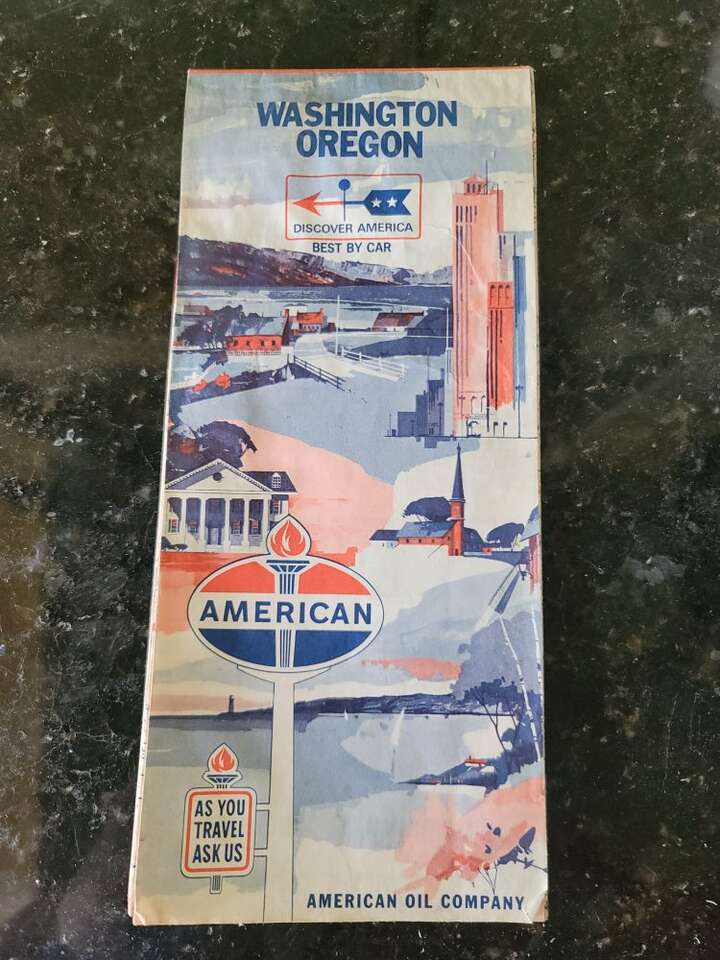 WASHINGTON
OREGON
DISCOVER AMERICA
BEST BY CAR
AMERICAN
AS YOU
TRAVEL
ASK US
AMERICAN OIL COMPANY